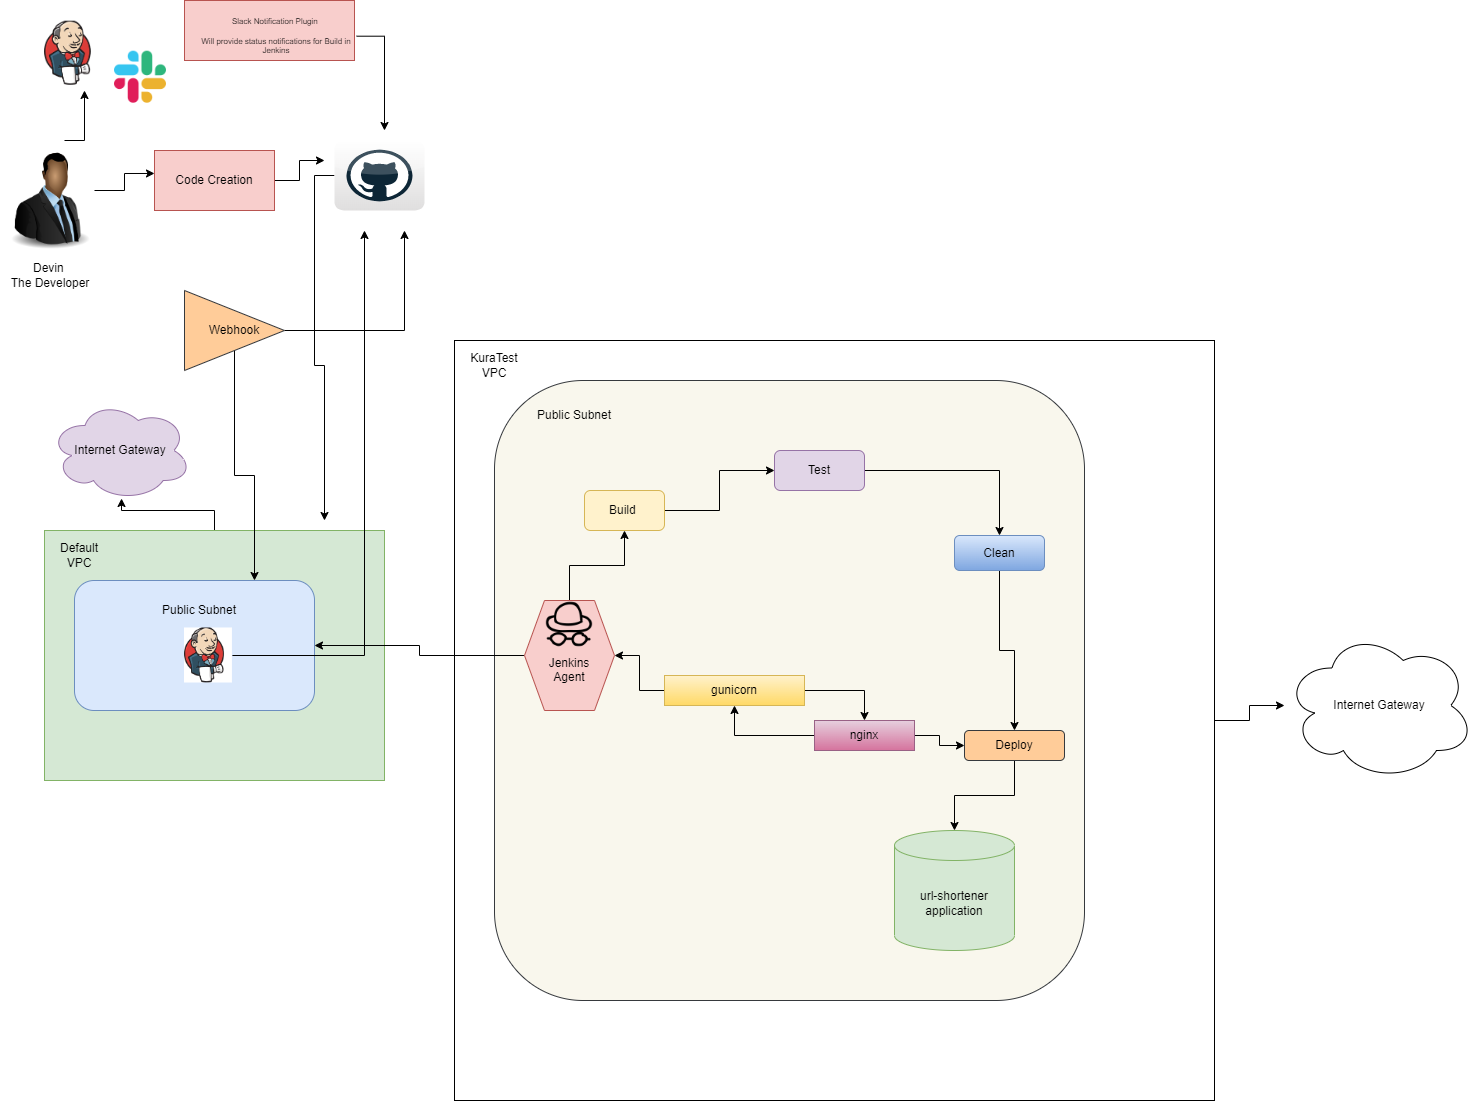 Slack Notification Plugin
Will provide status notifications for Build in
Jenkins
Code Creation
Devin
The Developer
Webhook
KuraTest
VPC
Public Subnet
Internet Gateway
Test
Build
Default
VPC
Clean
Public Subnet
Jenkins
Agent
gunicorn
nginx
Deploy
Internet Gateway
url-shortener
application